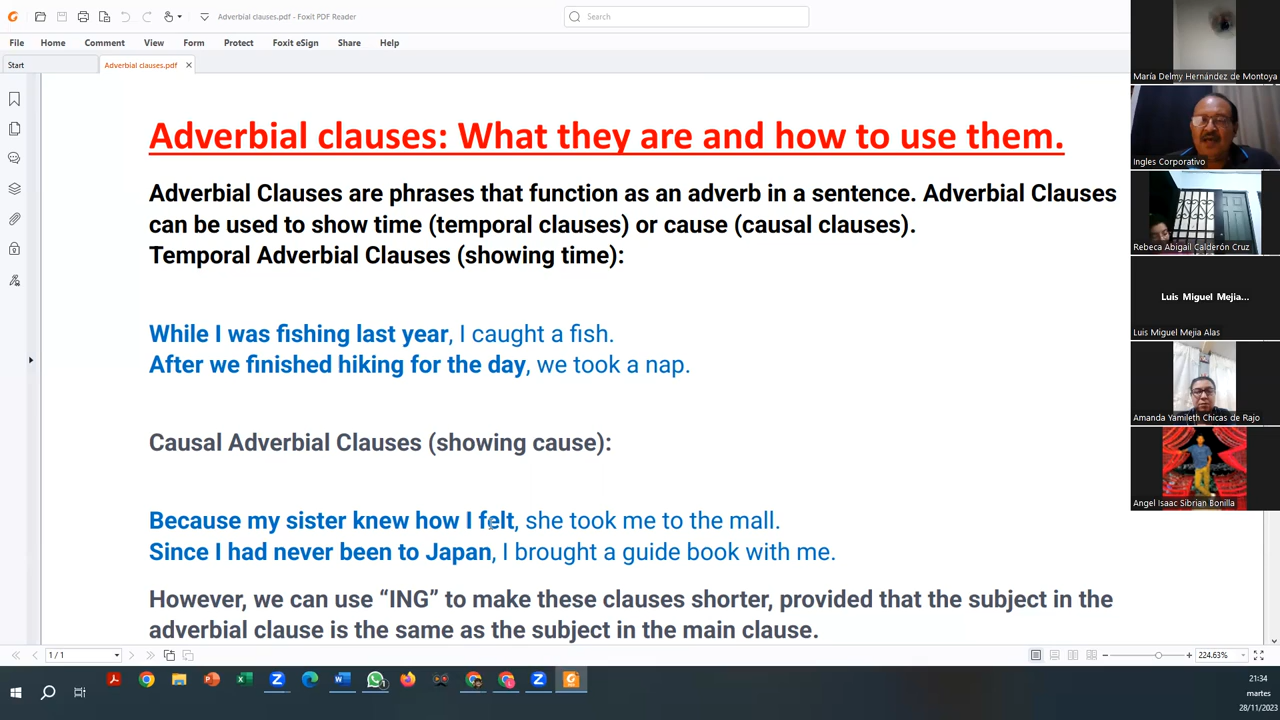 Adverbial clauses.pdf - Foxit PDF Reader
Search
File Home Comment View Form Protect Foxit eSign Share Help
Start
Adverbial clauses.pdf
Adverbial clauses: What they are and how to use them.
Adverbial Clauses are phrases that function as an adverb in a sentence. Adverbial Clauses
can be used to show time (temporal clauses) or cause (causal clauses).
Temporal Adverbial Clauses (showing time):
While I was fishing last year, I caught a fish.
After we finished hiking for the day, we took a nap.
Causal Adverbial Clauses (showing cause):
Because my sister knew how I felt, she took me to the mall.
Since I had never been to Japan, I brought a guide book with me.
However, we can use “ING” to make these clauses shorter, provided that the subject in the
adverbial clause is the same as the subject in the main clause.
María Delmy Hernández de Montoya
Ingles Corporativo
Rebeca Abigail Calderón Cruz
Luis Miguel Mejia...
Luis Miguel Mejia Alas
Amanda Yamileth Chicas de Rajo
Angel Isaac Sibrian Bonilla
1 / 1
224.63%
21:34
martes
28/11/2023